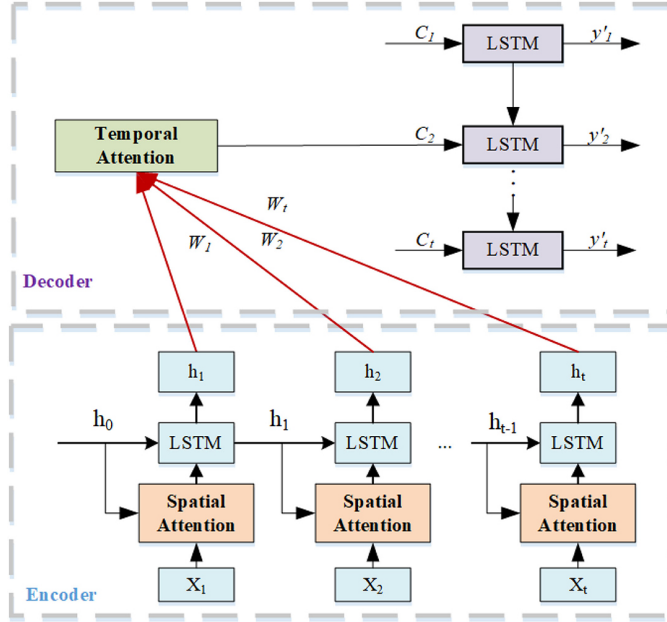 C1 LSTM y'1
Temporal
Attention
C2 LSTM y'2
Wt
W1 W2
Ct LSTM y't
Decoder
h1 h2 ht
h0 LSTM h1 LSTM ... ht-1 LSTM
Spatial
Attention
Spatial
Attention
Spatial
Attention
X1 X2 Xt
Encoder